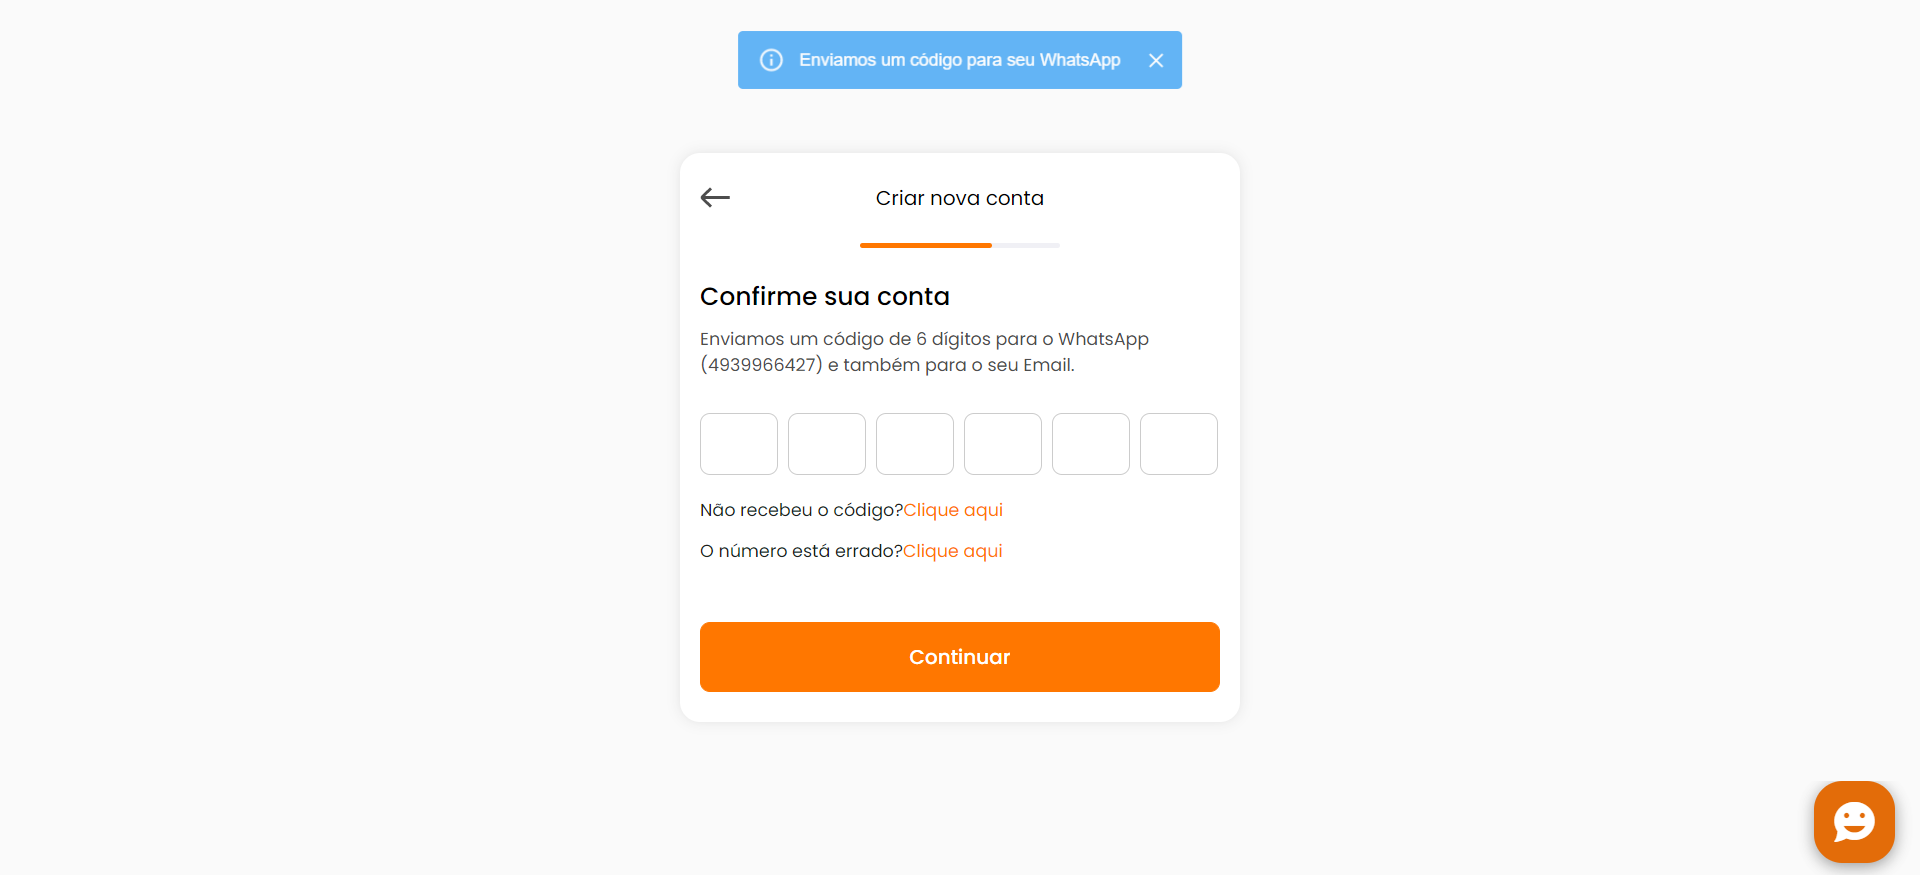 Enviamos um código para seu WhatsApp
Criar nova conta
Confirme sua conta
Enviamos um código de 6 dígitos para o WhatsApp
(4939966427) e também para o seu Email.
Não recebeu o código?Clique aqui
O número está errado?Clique aqui
Continuar